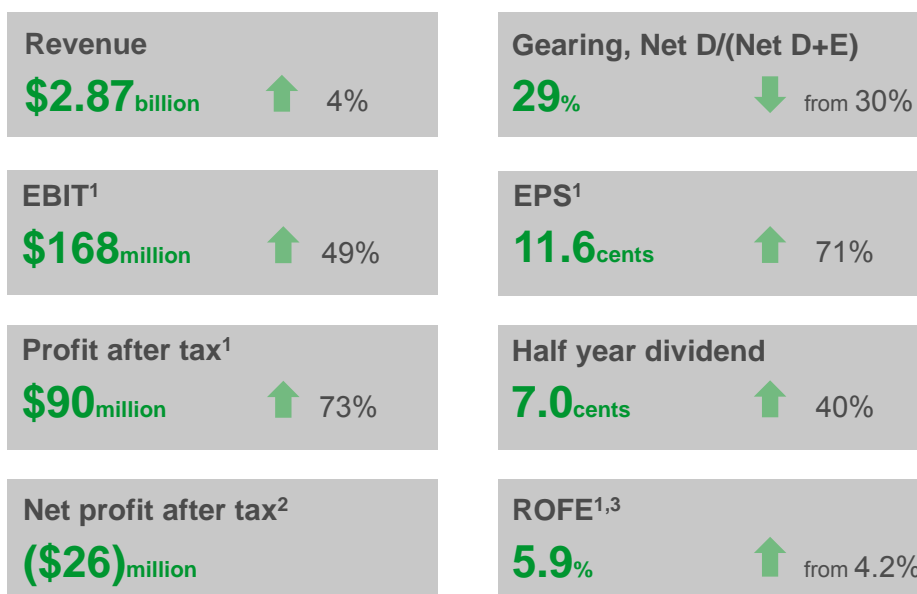 Revenue
$2.87billion 4%
Gearing, Net D/(Net D+E)
29% from 30%
EBIT1
$168million 49%
EPS1
11.6cents 71%
Profit after tax1
$90million 73%
Half year dividend
7.0cents 40%
Net profit after tax2
($26)million
ROFE1,3
5.9% from 4.2%